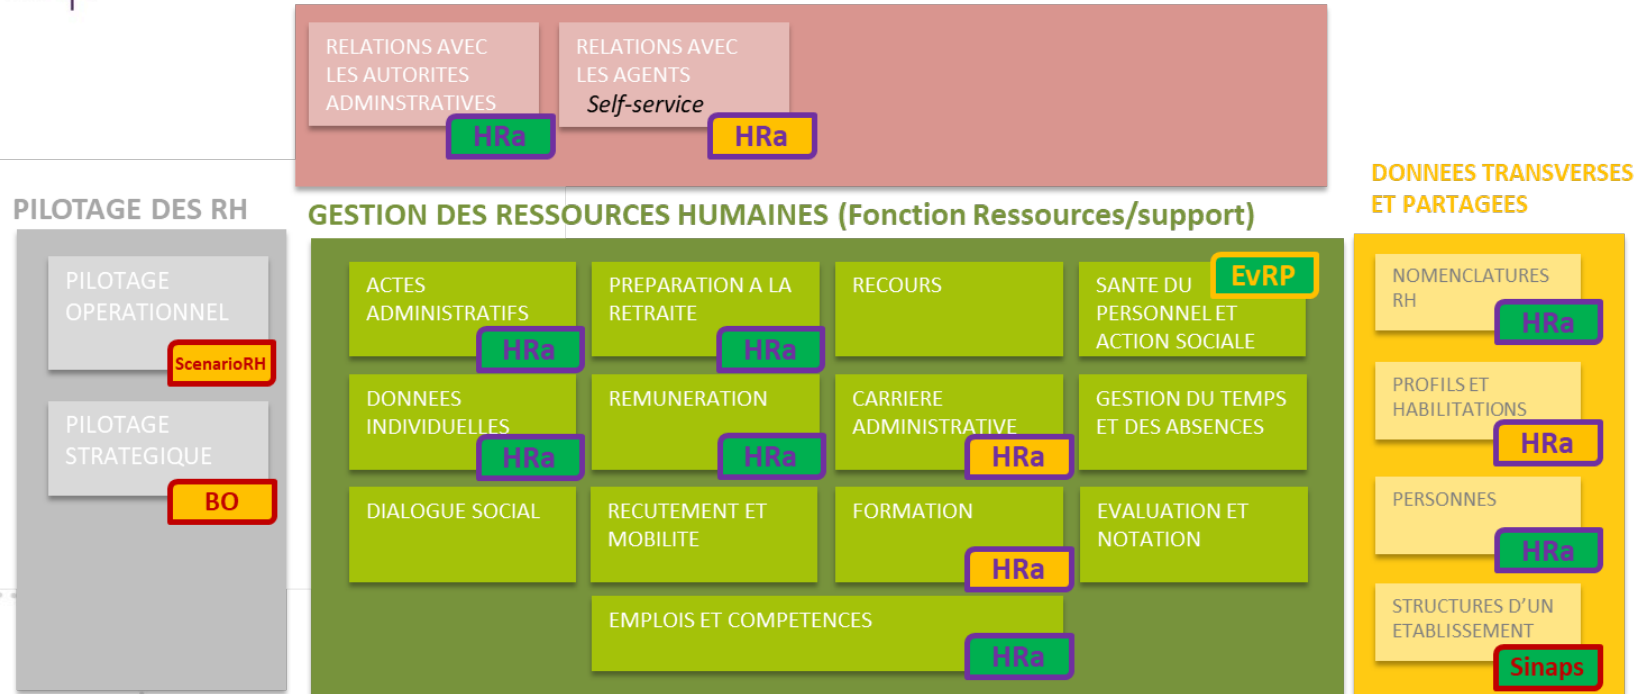 RELATIONS AVEC
LES AUTORITES
ADMINSTRATIVES
HRa
RELATIONS AVEC
LES AGENTS
Self-service
HRa
PILOTAGE DES RH
PILOTAGE
OPERATIONNEL
ScenarioRH
PILOTAGE
STRATEGIQUE
BO
GESTION DES RESSOURCES HUMAINES (Fonction Ressources/support)
ACTES
ADMINISTRATIFS
HRa
PREPARATION A LA
RETRAITE
HRa
RECOURS
SANTE DU
PERSONNEL ET
ACTION SOCIALE
EvRP
DONNEES
INDIVIDUELLES
HRa
REMUNERATION
HRa
CARRIERE
ADMINISTRATIVE
HRa
GESTION DU TEMPS
ET DES ABSENCES
DIALOGUE SOCIAL
RECUTEMENT ET
MOBILITE
FORMATION
HRa
EVALUATION ET
NOTATION
EMPLOIS ET COMPETENCES
HRa
DONNEES TRANSVERSES
ET PARTAGEES
NOMENCLATURES
RH
HRa
PROFILS ET
HABILITATIONS
HRa
PERSONNES
HRa
STRUCTURES D'UN
ETABLISSEMENT
Sinaps